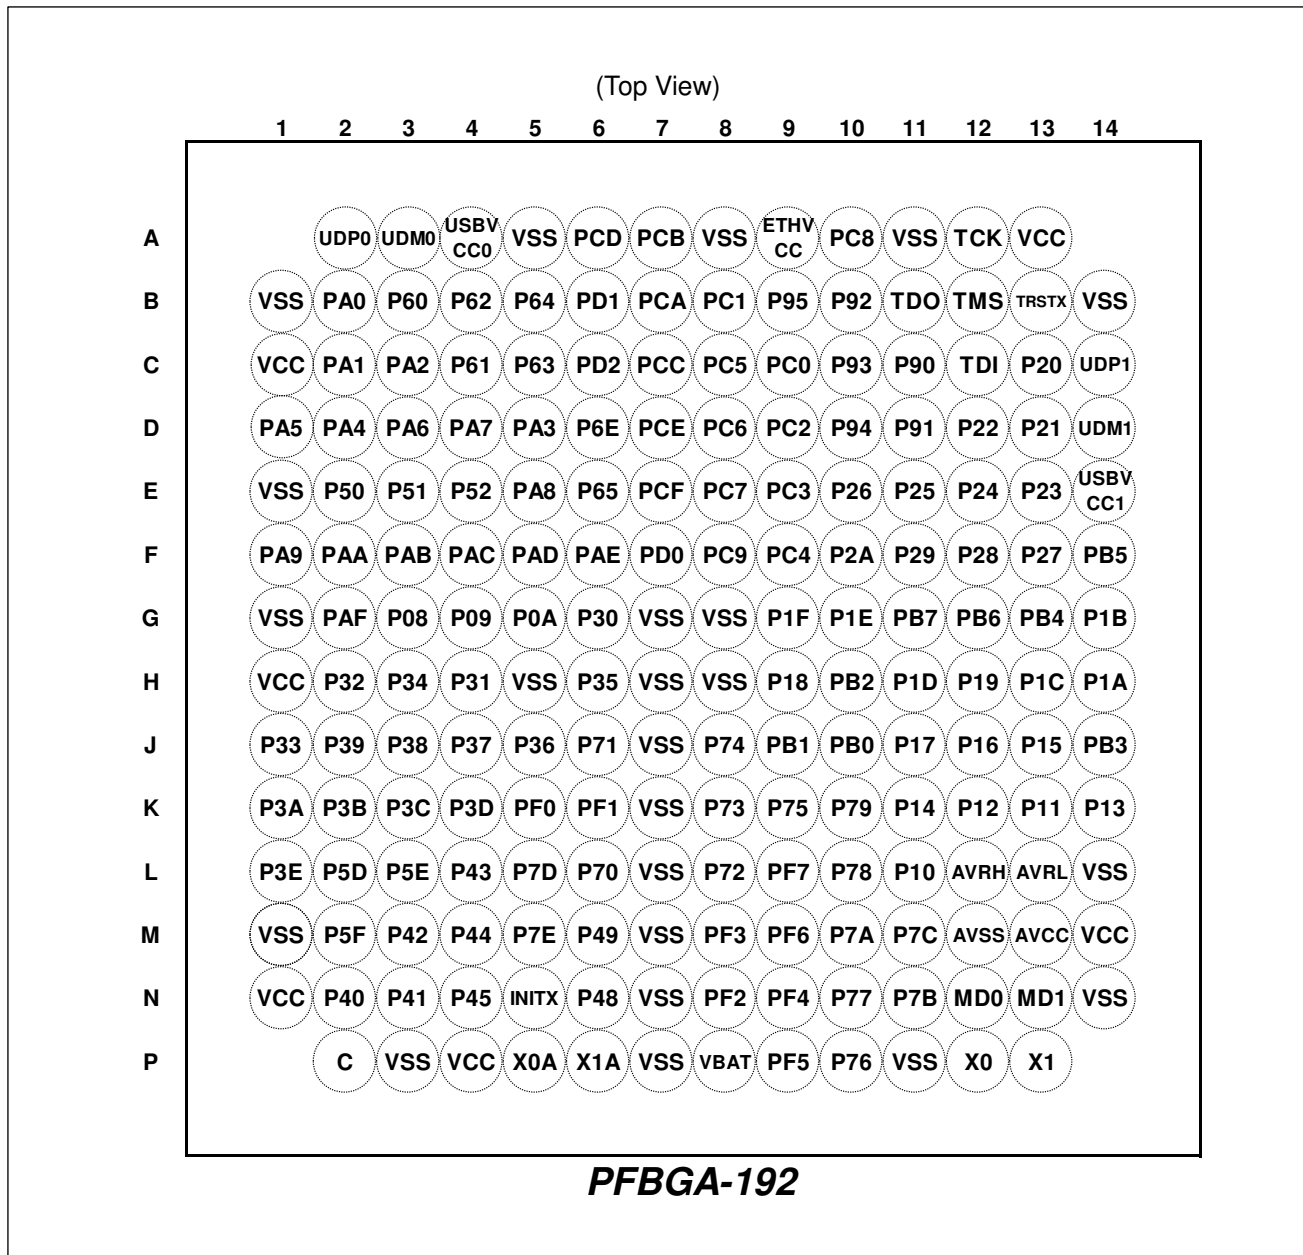 (Top View)
1 2 3 4 5 6 7 8 9 10 11 12 13 14
A UDP0 UDM0 USBV CC0 VSS PCD PCB VSS ETHV CC PC8 VSS TCK VCC
B VSS PA0 P60 P62 P64 PD1 PCA PC1 P95 P92 TDO TMS TRSTX VSS
C VCC PA1 PA2 P61 P63 PD2 PCC PC5 PC0 P93 P90 TDI P20 UDP1
D PA5 PA4 PA6 PA7 PA3 P6E PCE PC6 PC2 P94 P91 P22 P21 UDM1
E VSS P50 P51 P52 PA8 P65 PCF PC7 PC3 P26 P25 P24 P23 USBV CC1
F PA9 PAA PAB PAC PAD PAE PD0 PC9 PC4 P2A P29 P28 P27 PB5
G VSS PAF P08 P09 P0A P30 VSS VSS P1F P1E PB7 PB6 PB4 P1B
H VCC P32 P34 P31 VSS P35 VSS VSS P18 PB2 P1D P19 P1C P1A
J P33 P39 P38 P37 P36 P71 VSS P74 PB1 PB0 P17 P16 P15 PB3
K P3A P3B P3C P3D PF0 PF1 VSS P73 P75 P79 P14 P12 P11 P13
L P3E P5D P5E P43 P7D P70 VSS P72 PF7 P78 P10 AVRH AVRL VSS
M VSS P5F P42 P44 P7E P49 VSS PF3 PF6 P7A P7C AVSS AVCC VCC
N VCC P40 P41 P45 INITX P48 VSS PF2 PF4 P77 P7B MD0 MD1 VSS
P C VSS VCC X0A X1A VSS VBAT PF5 P76 VSS X0 X1
PFBGA-192